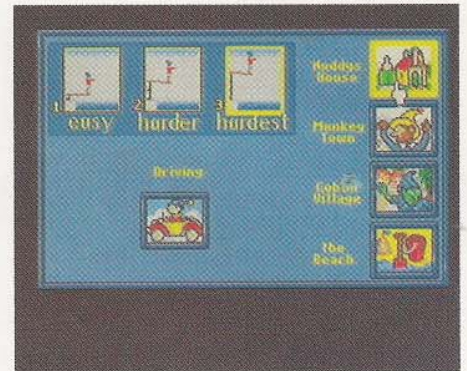 1 easy
2 harder
3 hardest
Noddys
House
Monkey
Town
Driving
Goblin
Village
The
Beach